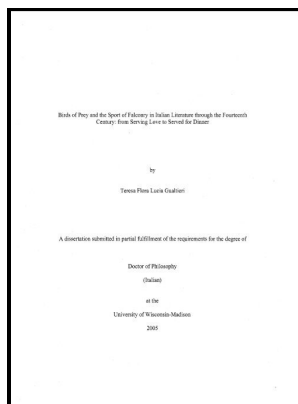 Birds of Prey and the Sport of Falconry in Italian Literature through the Fourteenth
Century: from Serving Love to Served for Dinner
by
Teresa Flora Lucia Gualtieri
A dissertation submitted in partial fulfillment of the requirements for the degree of
Doctor of Philosophy
(Italian)
at the
University of Wisconsin-Madison
2005